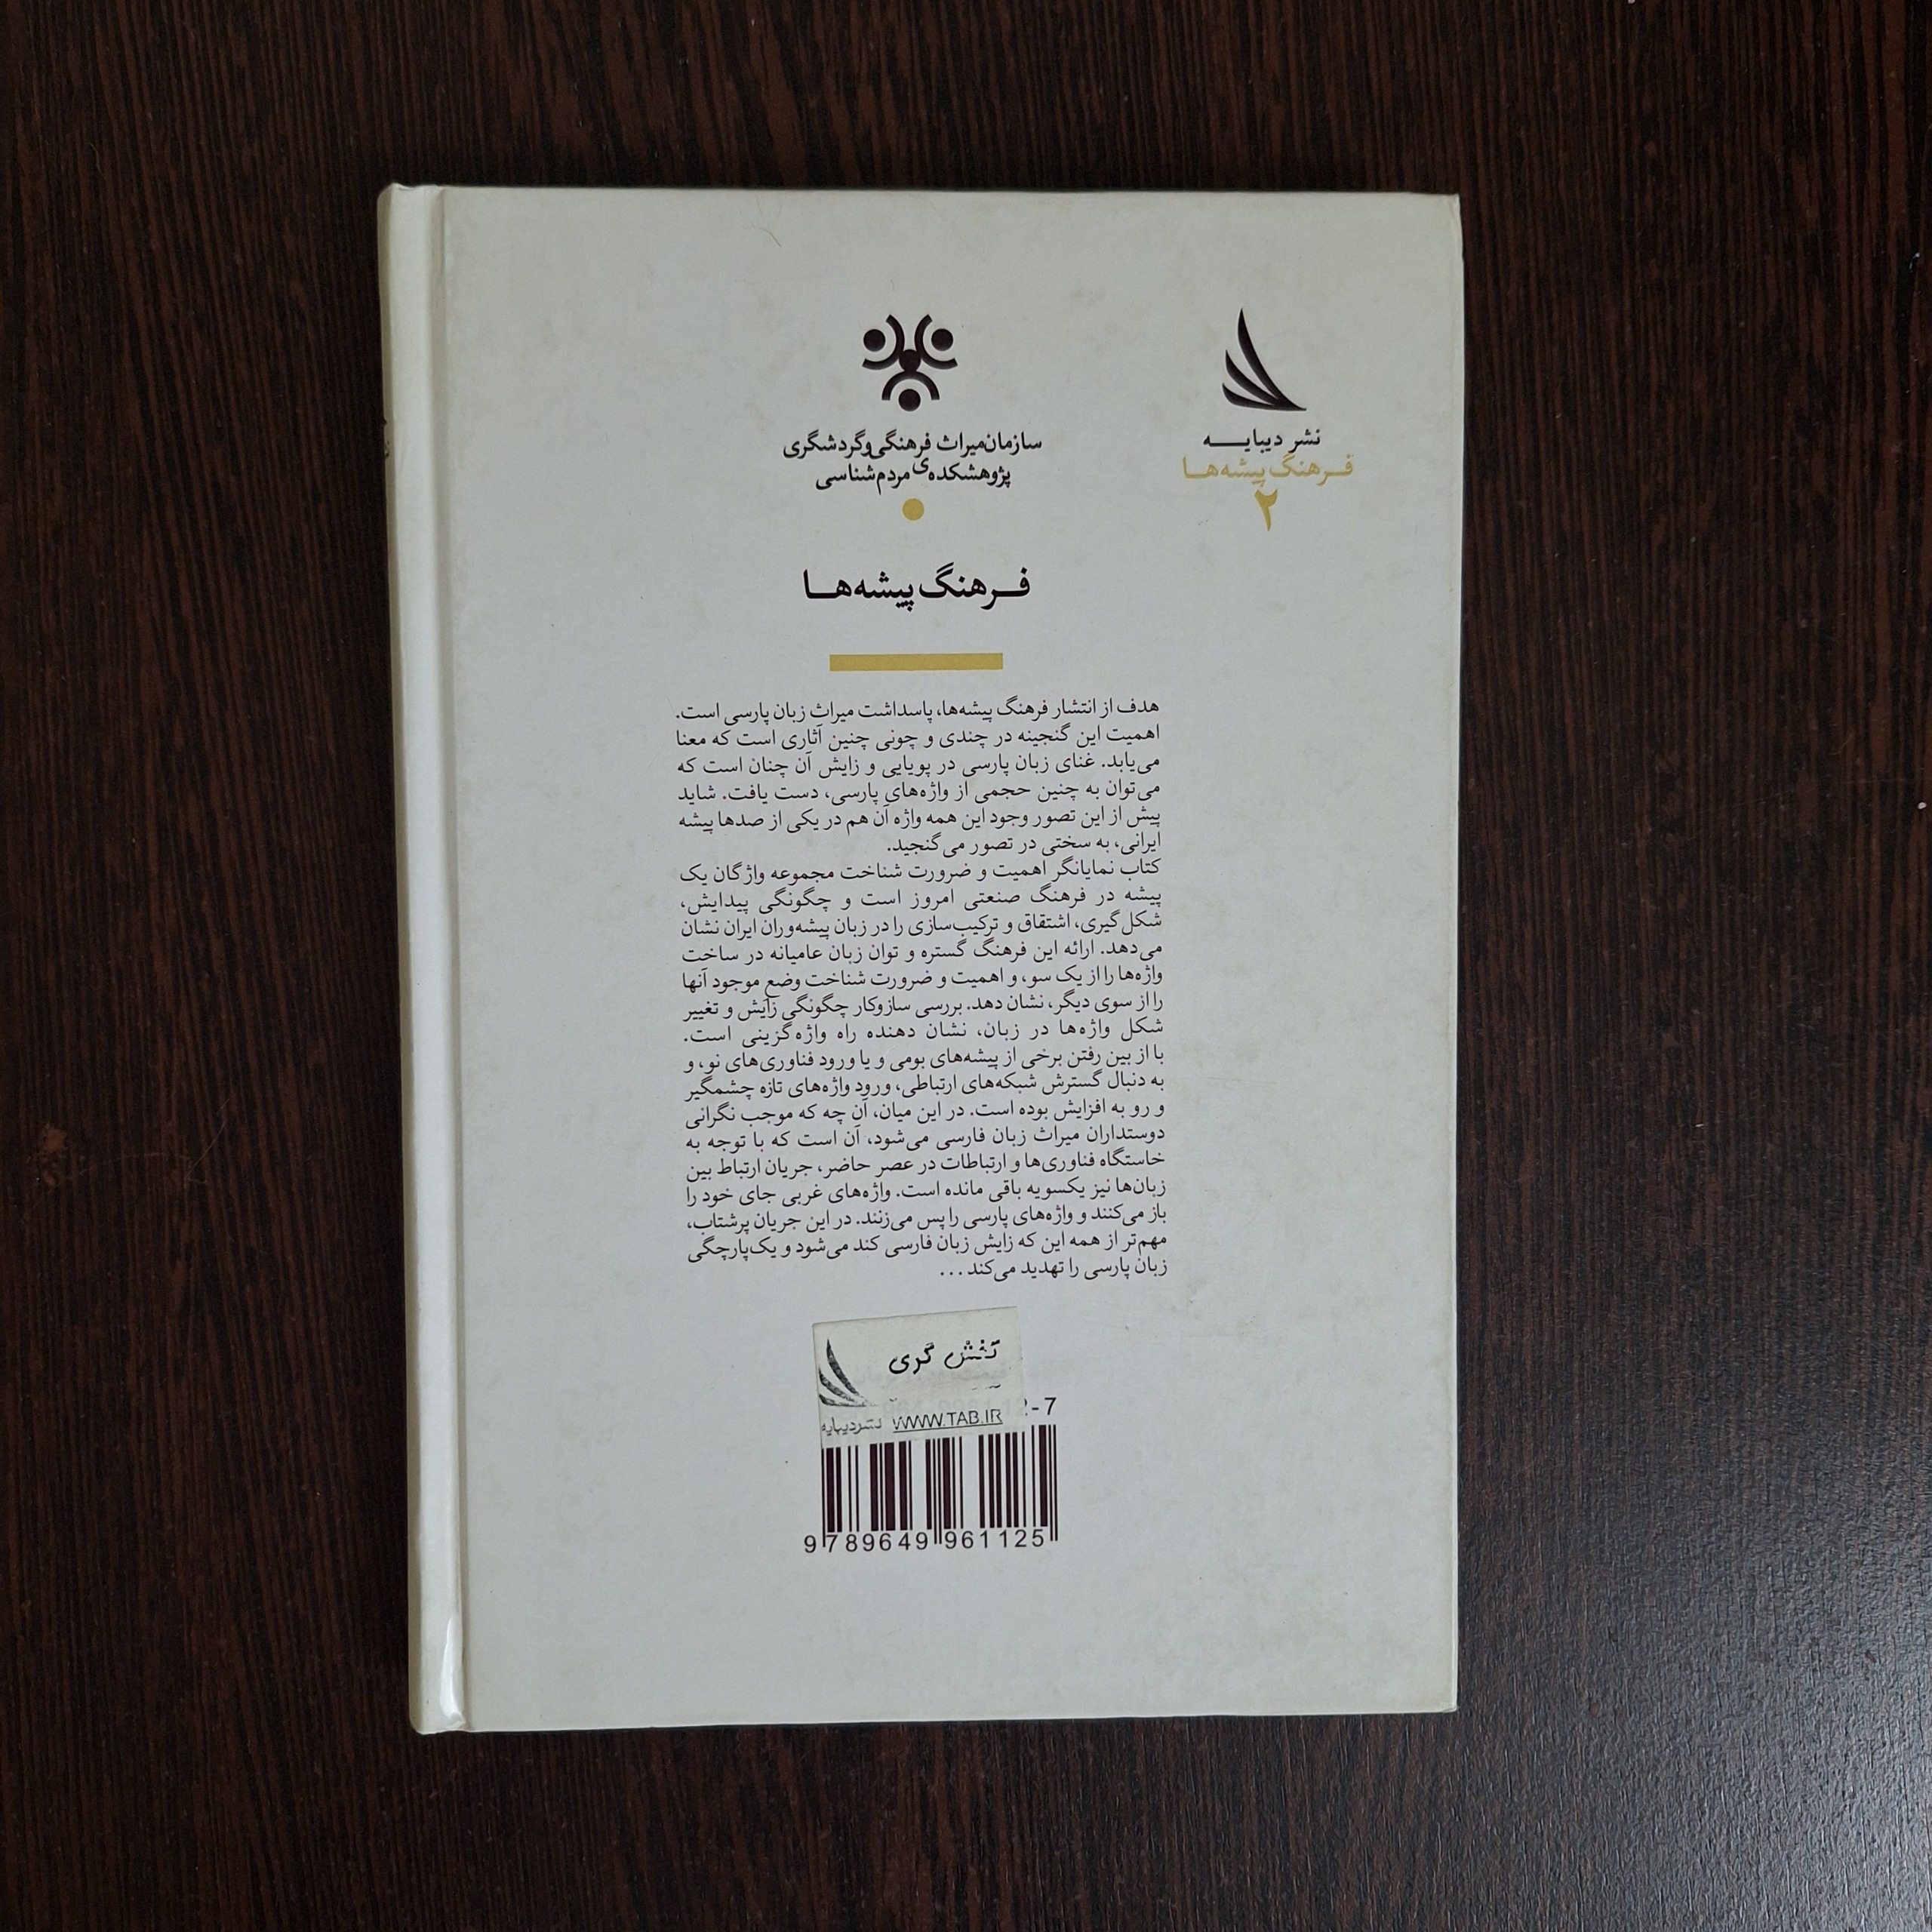 نشر دیبایه
فرهنگ پیشه‌ها
۲
سازمان میراث فرهنگی و گردشگری
پژوهشکده‌ی مردم‌شناسی
فرهنگ پیشه‌ها
هدف از انتشار فرهنگ پیشه‌ها، پاسداشت میراث زبان پارسی است.
اهمیت این گنجینه در چندی و چونی چنین آثاری است که معنا
می‌یابد. غنای زبان پارسی در پویایی و زایش آن چنان است که
می‌توان به چنین حجمی از واژه‌های پارسی، دست یافت. شاید
پیش از این تصور وجود این همه واژه آن هم در یکی از صدها پیشه
ایرانی، به سختی در تصور می‌گنجید.
کتاب نمایانگر اهمیت و ضرورت شناخت مجموعه واژگان یک
پیشه در فرهنگ صنعتی امروز است و چگونگی پیدایش،
شکل‌گیری، اشتقاق و ترکیب‌سازی را در زبان پیشه‌وران ایران نشان
می‌دهد. ارائه این فرهنگ گستره و توان زبان عامیانه در ساخت
واژه‌ها را از یک سو، و اهمیت و ضرورت شناخت وضع موجود آنها
را از سوی دیگر، نشان دهد. بررسی سازوکار چگونگی زایش و تغییر
شکل واژه‌ها در زبان، نشان دهنده راه واژه‌گزینی است.
با از بین رفتن برخی از پیشه‌های بومی و یا ورود فناوری‌های نو، و
به دنبال گسترش شبکه‌های ارتباطی، ورود واژه‌های تازه چشمگیر
و رو به افزایش بوده است. در این میان، آن چه که موجب نگرانی
دوستداران میراث زبان فارسی می‌شود، آن است که با توجه به
خاستگاه فناوری‌ها و ارتباطات در عصر حاضر، جریان ارتباط بین
زبان‌ها نیز یکسویه باقی مانده است. واژه‌های غربی جای خود را
باز می‌کنند و واژه‌های پارسی را پس می‌زنند. در این جریان پرشتاب،
مهم‌تر از همه این که زایش زبان فارسی کند می‌شود و یک‌پارچگی
زبان پارسی را تهدید می‌کند...
گری
نشر دیبایه WWW.TAB.IR
2-7
9 789649 961125